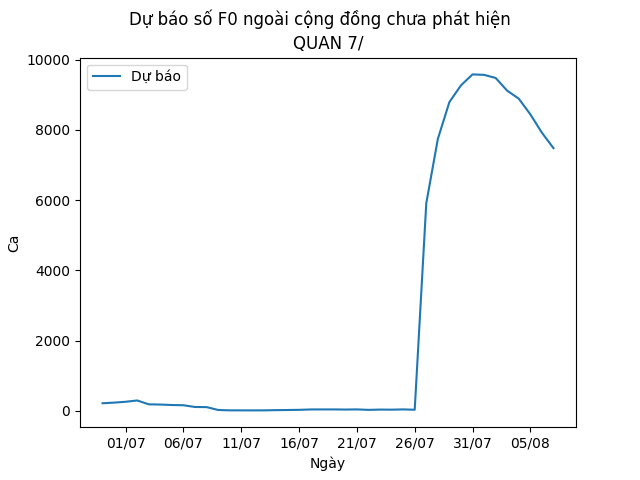 Dự báo số F0 ngoài cộng đồng chưa phát hiện
QUAN 7/
Dự báo
10000
8000
6000
4000
2000
0
Ca
01/07 06/07 11/07 16/07 21/07 26/07 31/07 05/08
Ngày